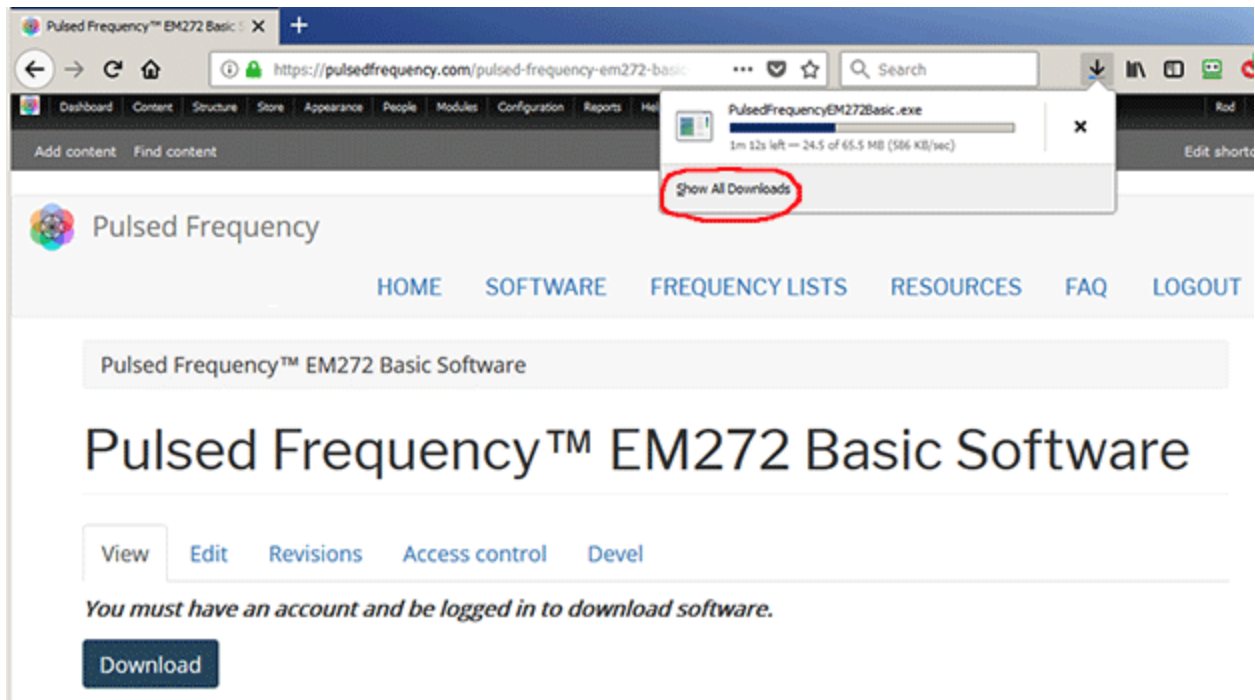 Pulsed Frequency™ EM272 Basic S
https://pulsedfrequency.com/pulsed-frequency-em272-basic-
Search
Dashboard Content Structure Store Appearance People Modules Configuration Reports Hel
Rod
PulsedFrequencyEM272Basic.exe
1m 12s left — 24.5 of 65.5 MB (586 KB/sec)
Add content Find content
Edit shortc
Show All Downloads
Pulsed Frequency
HOME SOFTWARE FREQUENCY LISTS RESOURCES FAQ LOGOUT
Pulsed Frequency™ EM272 Basic Software
Pulsed Frequency™ EM272 Basic Software
View Edit Revisions Access control Devel
You must have an account and be logged in to download software.
Download